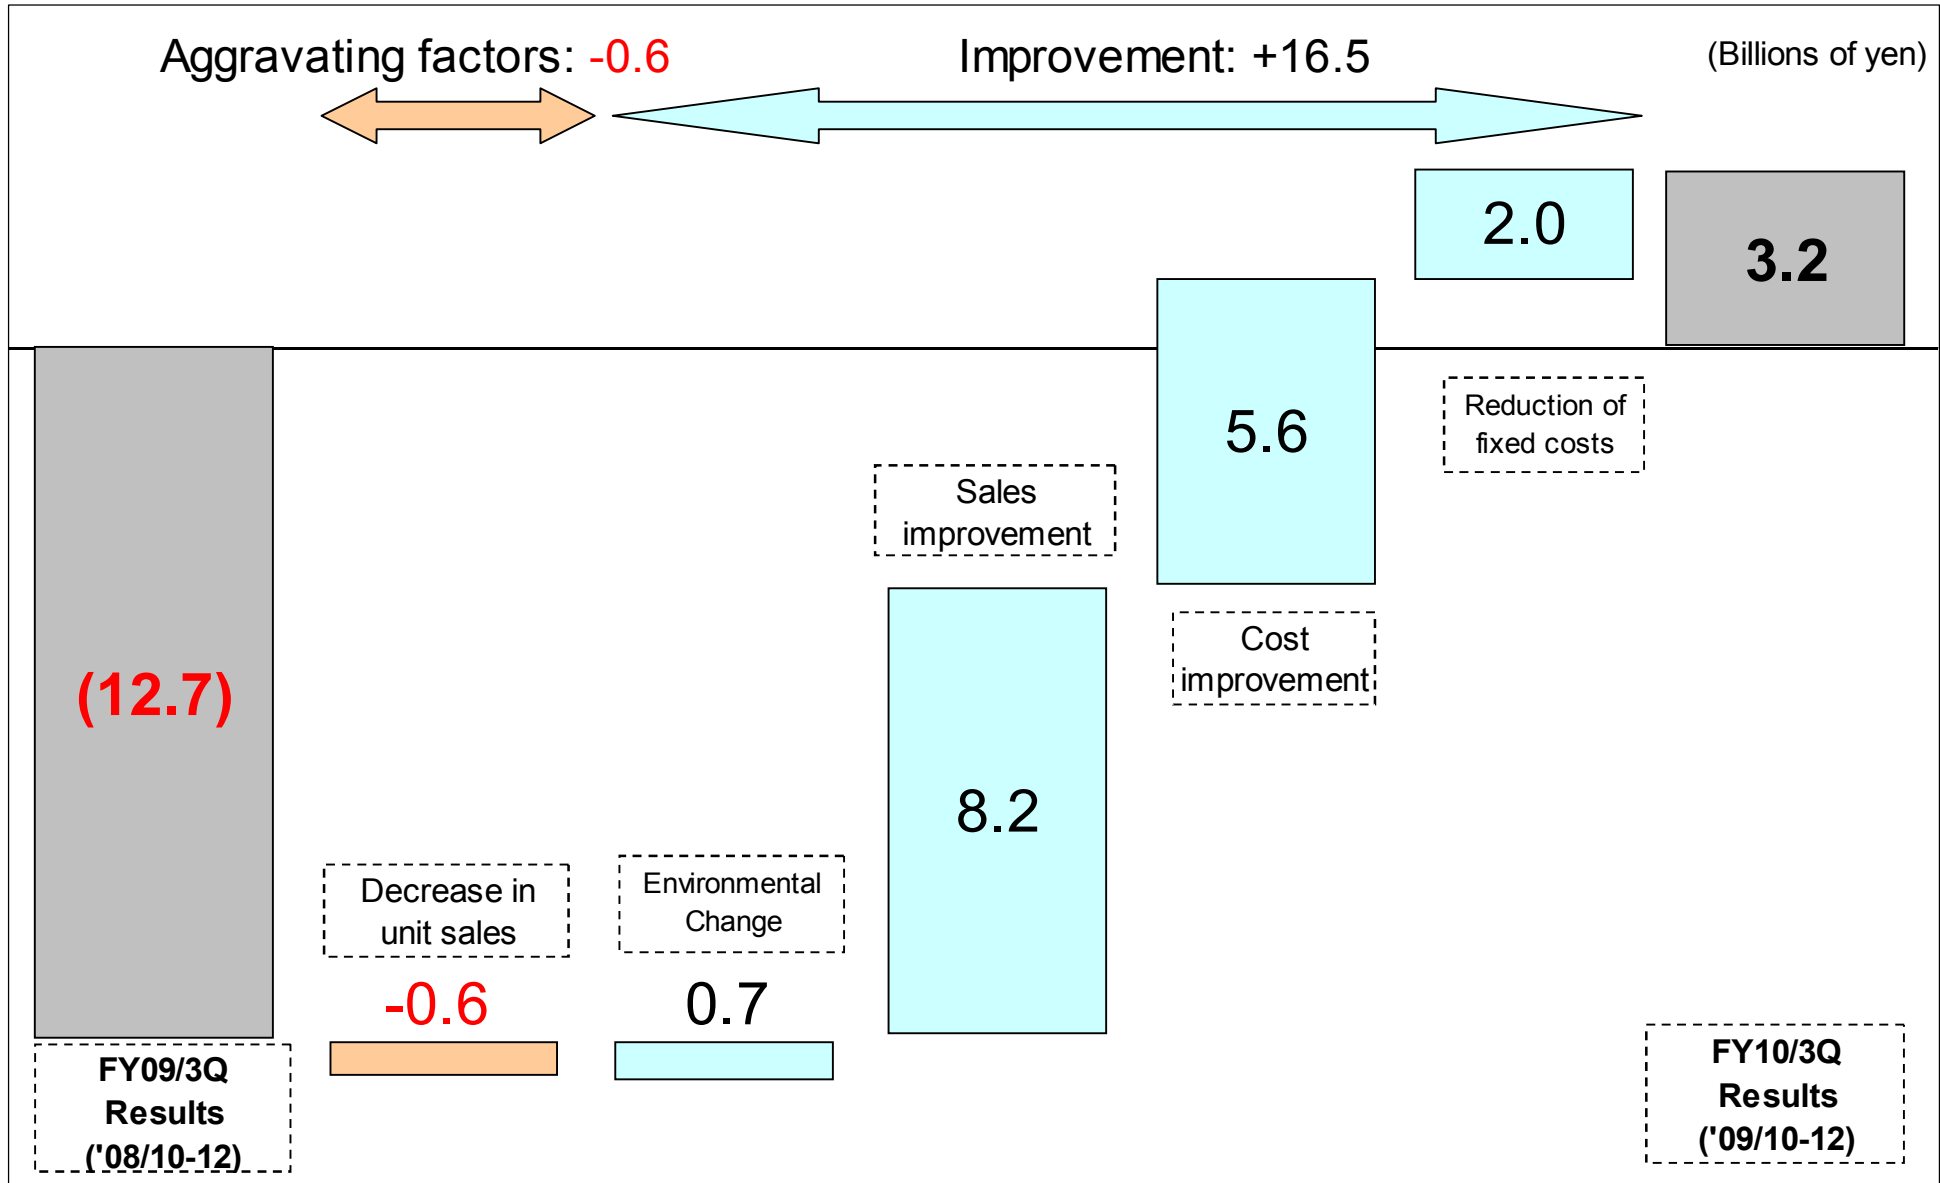 Aggravating factors: -0.6
Improvement: +16.5
(Billions of yen)
2.0
3.2
Reduction of
fixed costs
5.6
Sales
improvement
Cost
improvement
(12.7)
8.2
Decrease in
unit sales
-0.6
Environmental
Change
0.7
FY09/3Q
Results
('08/10-12)
FY10/3Q
Results
('09/10-12)